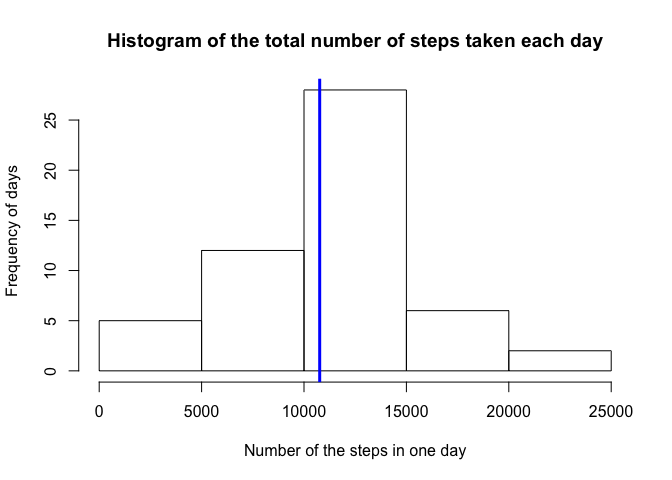 Histogram of the total number of steps taken each day
Frequency of days
25
20
15
10
5
0
0 5000 10000 15000 20000 25000
Number of the steps in one day